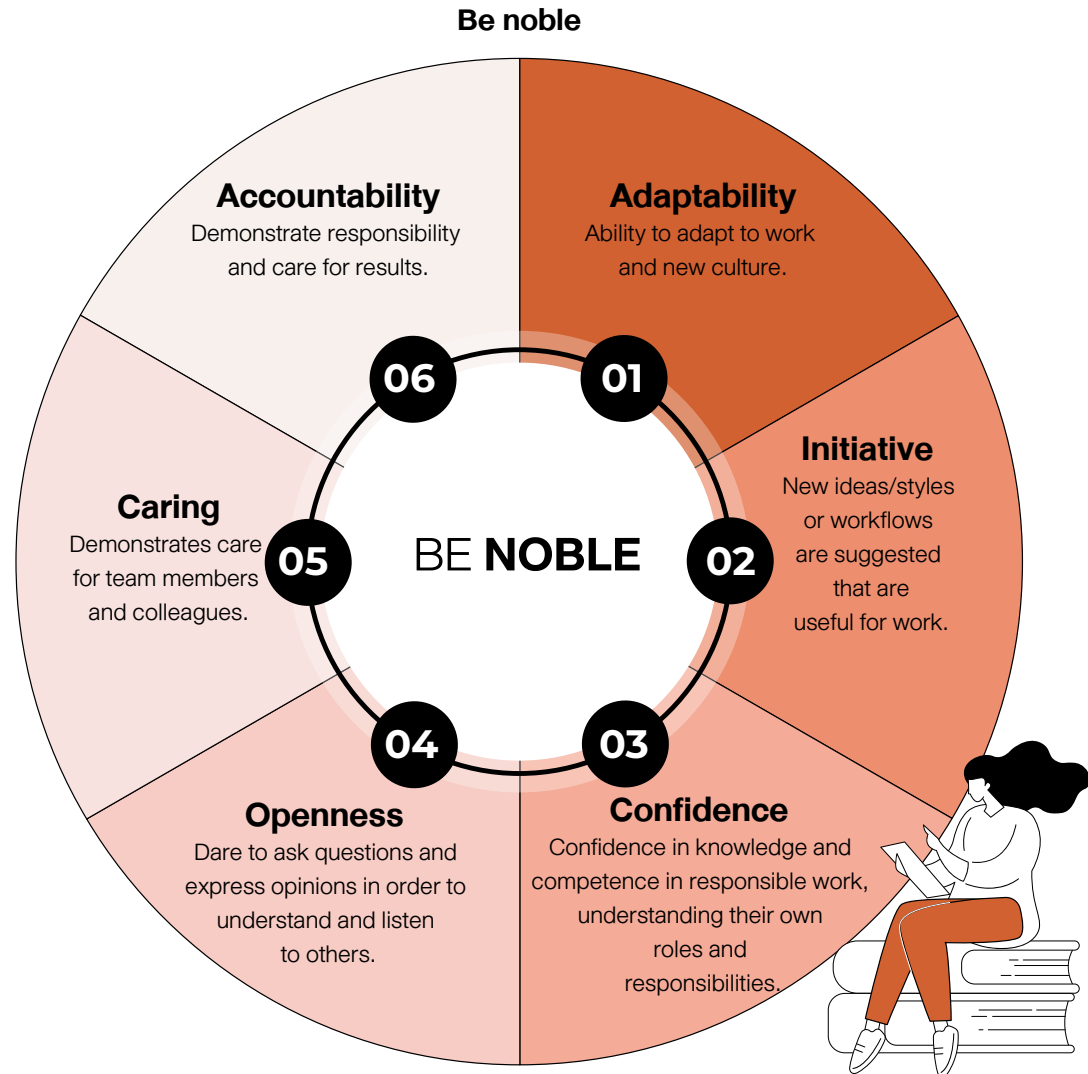 Be noble
Adaptability
Ability to adapt to work
and new culture.
01
Initiative
New ideas/styles
or workflows
are suggested
that are
useful for work.
02
Confidence
Confidence in knowledge and
competence in responsible work,
understanding their own
roles and
responsibilities.
03
Openness
Dare to ask questions and
express opinions in order to
understand and listen
to others.
04
Caring
Demonstrates care
for team members
and colleagues.
05
Accountability
Demonstrate responsibility
and care for results.
06
BE NOBLE